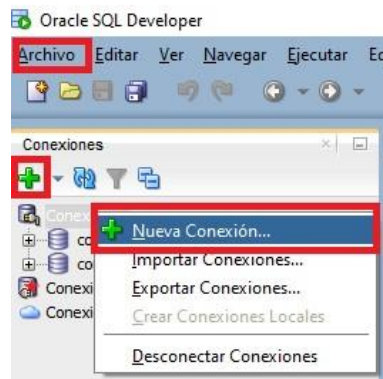 Oracle SQL Developer
Archivo Editar Ver Navegar Ejecutar
Conexiones
Nueva Conexión...
Importar Conexiones...
Exportar Conexiones...
Crear Conexiones Locales
Desconectar Conexiones